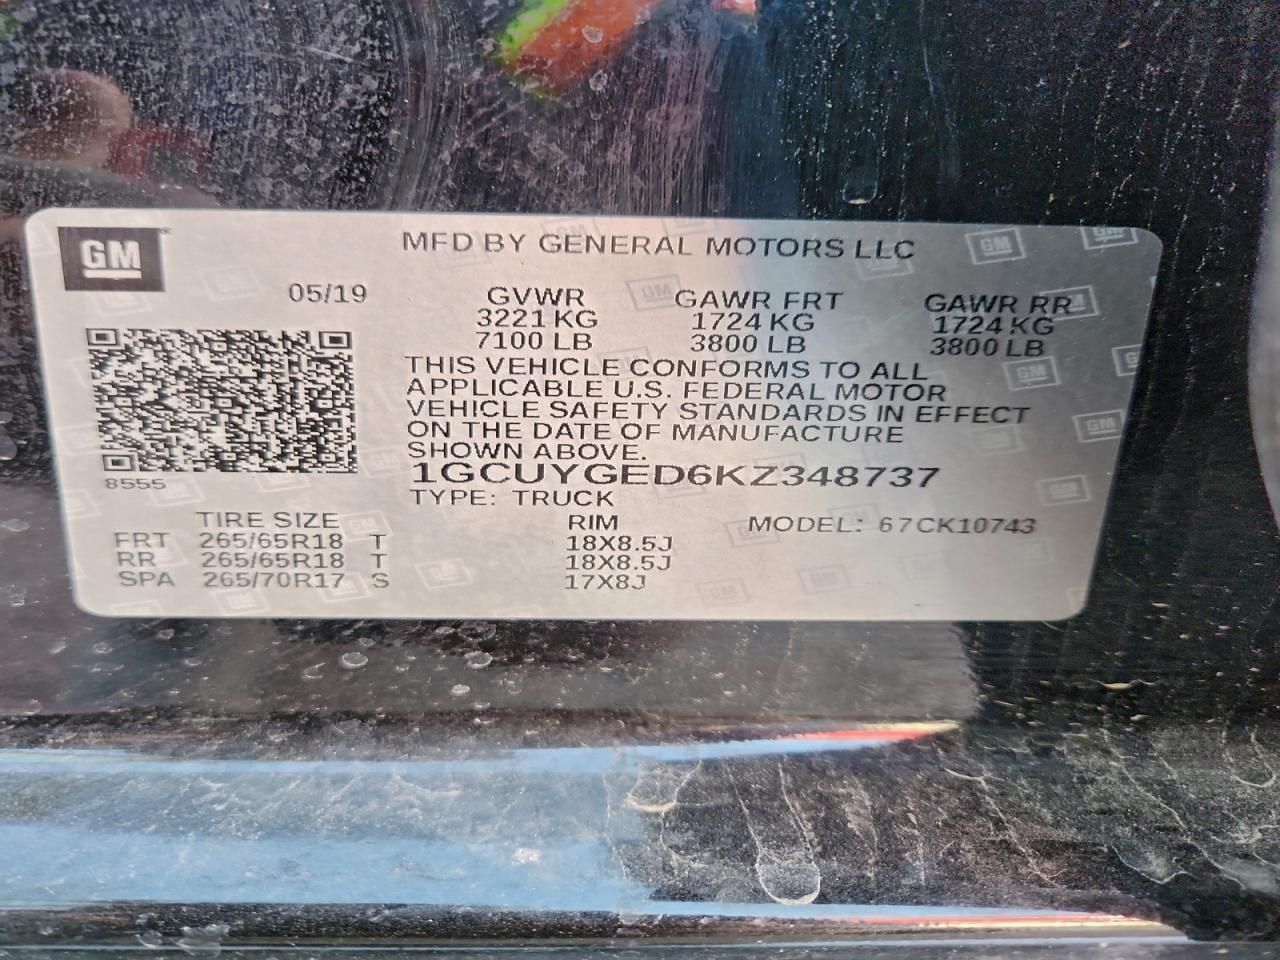 GM
MFD BY GENERAL MOTORS LLC
05/19 GVWR GAWR FRT GAWR RR
3221 KG 1724 KG 1724 KG
7100 LB 3800 LB 3800 LB
THIS VEHICLE CONFORMS TO ALL
APPLICABLE U.S. FEDERAL MOTOR
VEHICLE SAFETY STANDARDS IN EFFECT
ON THE DATE OF MANUFACTURE
SHOWN ABOVE.
8555
1GCUYGED6KZ348737
TYPE: TRUCK
TIRE SIZE RIM MODEL: 67CK10743
FRT 265/65R18 T 18X8.5J
RR 265/65R18 T 18X8.5J
SPA 265/70R17 S 17X8J